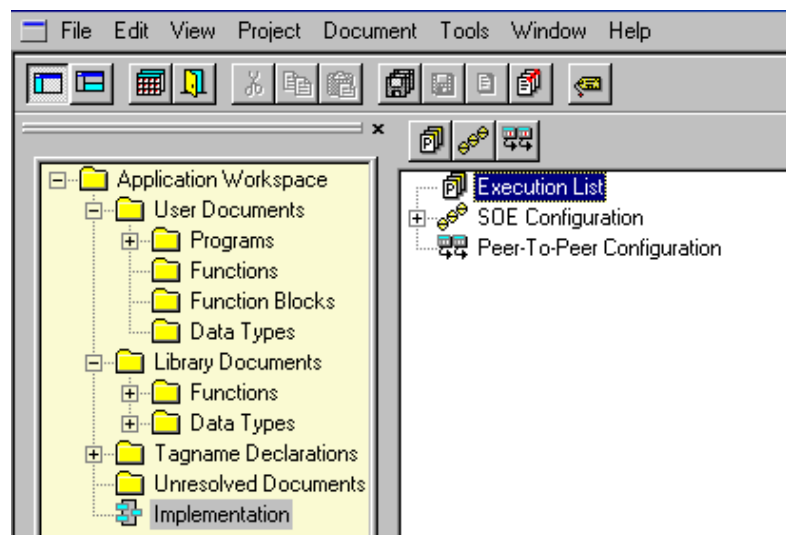 File Edit View Project Document Tools Window Help
Application Workspace
User Documents
Programs
Functions
Function Blocks
Data Types
Library Documents
Functions
Data Types
Tagname Declarations
Unresolved Documents
Implementation
Execution List
SOE Configuration
Peer-To-Peer Configuration